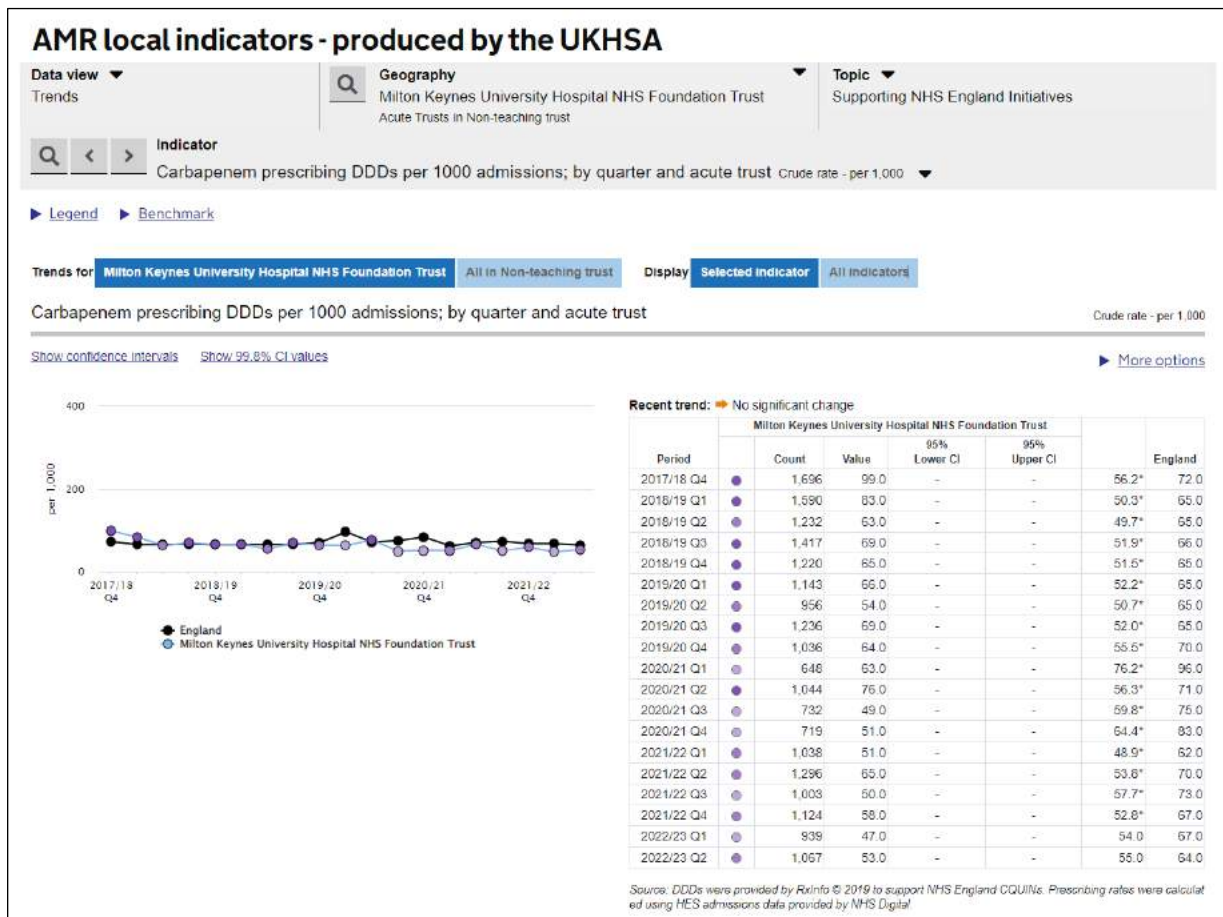 AMR local indicators - produced by the UKHSA
Data view
Trends
Geography
Milton Keynes University Hospital NHS Foundation Trust
Acute Trusts in Non-teaching trust
Topic
Supporting NHS England Initiatives
Indicator
Carbapenem prescribing DDDs per 1000 admissions; by quarter and acute trust Crude rate - per 1,000
Legend Benchmark
Trends for Milton Keynes University Hospital NHS Foundation Trust All in Non-teaching trust Display Selected indicator All indicators
Carbapenem prescribing DDDs per 1000 admissions; by quarter and acute trust Crude rate - per 1,000
Show confidence intervals Show 99.8% CI values More options
400
200
0
per 1,000
2017/18 Q4
2018/19 Q4
2019/20 Q4
2020/21 Q4
2021/22 Q4
England
Milton Keynes University Hospital NHS Foundation Trust
Recent trend: No significant change
Milton Keynes University Hospital NHS Foundation Trust
Period Count Value 95% Lower CI 95% Upper CI England
2017/18 Q4 1,696 99.0 - - 56.2* 72.0
2018/19 Q1 1,590 83.0 - - 50.3* 65.0
2018/19 Q2 1,232 63.0 - - 49.7* 65.0
2018/19 Q3 1,417 69.0 - - 51.9* 66.0
2018/19 Q4 1,220 65.0 - - 51.5* 65.0
2019/20 Q1 1,143 66.0 - - 52.2* 65.0
2019/20 Q2 956 54.0 - - 50.7* 65.0
2019/20 Q3 1,236 69.0 - - 52.0* 65.0
2019/20 Q4 1,036 64.0 - - 55.5* 70.0
2020/21 Q1 648 63.0 - - 76.2* 96.0
2020/21 Q2 1,044 76.0 - - 56.3* 71.0
2020/21 Q3 732 49.0 - - 59.8* 75.0
2020/21 Q4 719 51.0 - - 64.4* 83.0
2021/22 Q1 1,038 51.0 - - 48.9* 62.0
2021/22 Q2 1,296 65.0 - - 53.6* 70.0
2021/22 Q3 1,003 50.0 - - 57.7* 73.0
2021/22 Q4 1,124 58.0 - - 52.8* 67.0
2022/23 Q1 939 47.0 - - 54.0 67.0
2022/23 Q2 1,067 53.0 - - 55.0 64.0
Source: DDDs were provided by RxInfo © 2019 to support NHS England CQUINs. Prescribing rates were calculat
ed using HES admissions data provided by NHS Digital